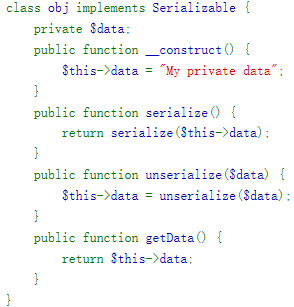 class obj implements Serializable {
    private $data;
    public function __construct() {
        $this->data = "My private data";
    }
    public function serialize() {
        return serialize($this->data);
    }
    public function unserialize($data) {
        $this->data = unserialize($data);
    }
    public function getData() {
        return $this->data;
    }
}